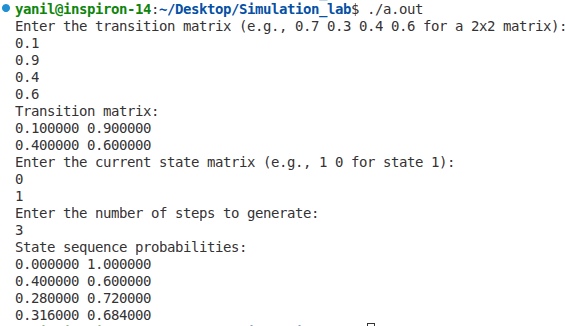 yanil@inspiron-14:~/Desktop/Simulation_lab$ ./a.out
Enter the transition matrix (e.g., 0.7 0.3 0.4 0.6 for a 2x2 matrix):
0.1
0.9
0.4
0.6
Transition matrix:
0.100000 0.900000
0.400000 0.600000
Enter the current state matrix (e.g., 1 0 for state 1):
0
1
Enter the number of steps to generate:
3
State sequence probabilities:
0.000000 1.000000
0.400000 0.600000
0.280000 0.720000
0.316000 0.684000